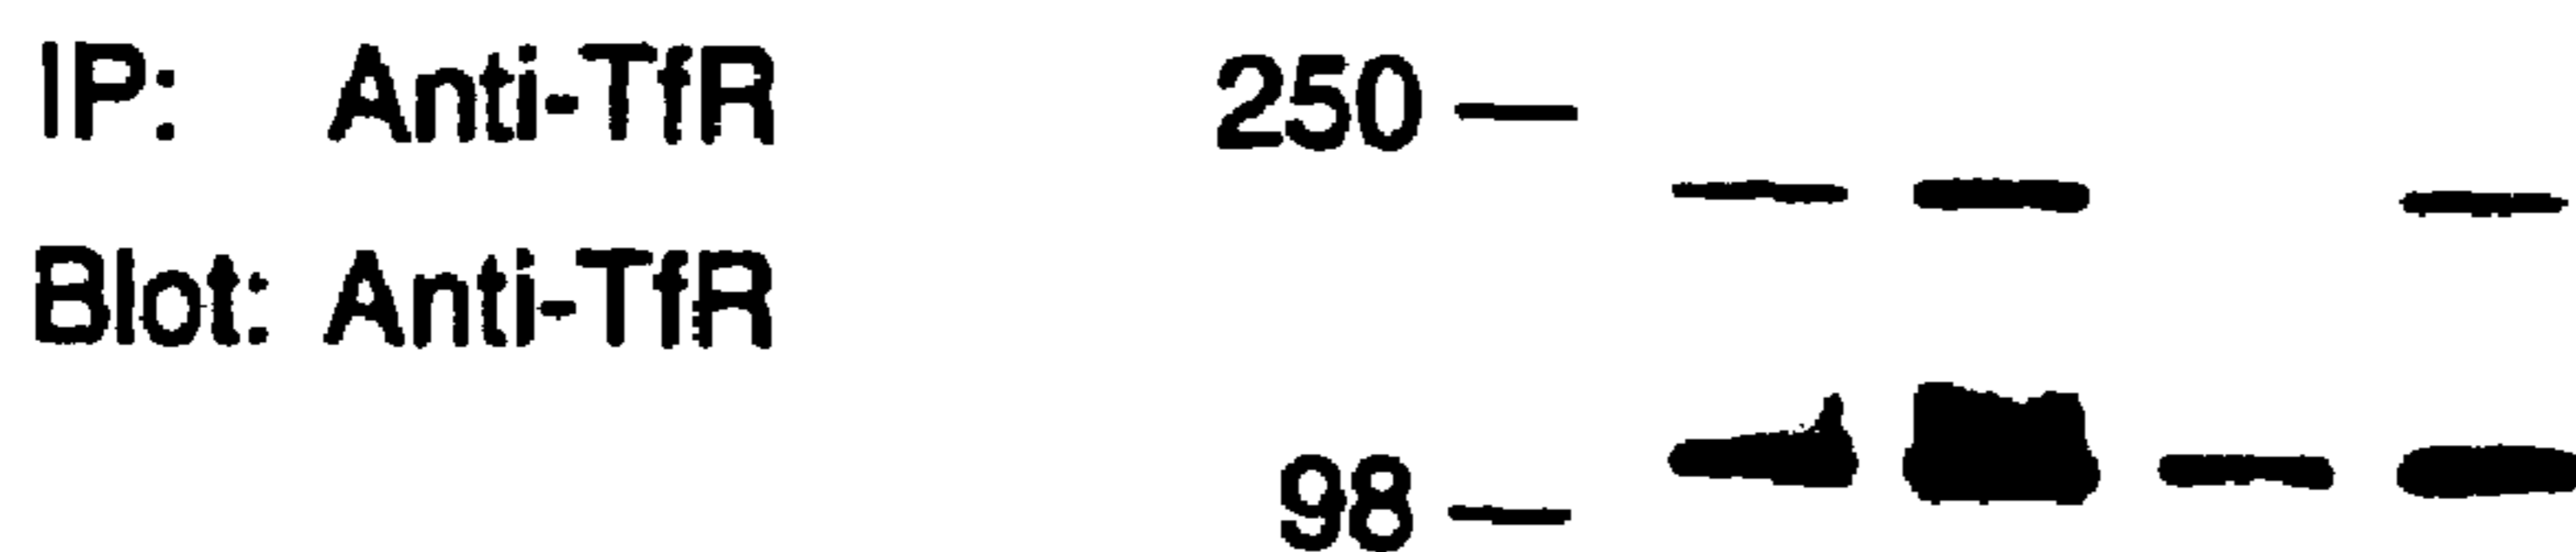 IP: Anti-TfR
250 —
Blot: Anti-TfR
98 —